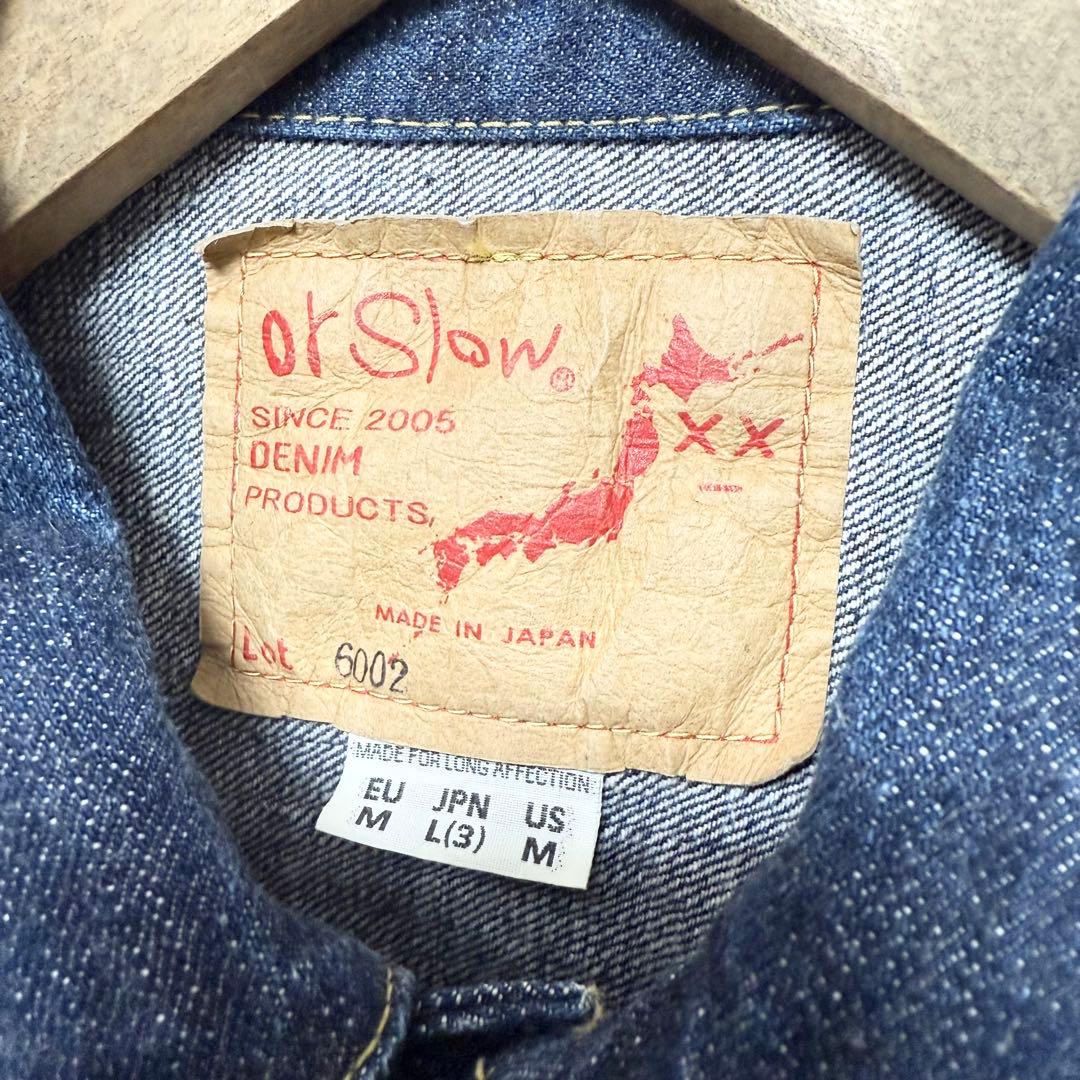 orSlow®
SINCE 2005
DENIM
PRODUCTS,
XX
MADE IN JAPAN
Lot 6002
MADE FOR LONG AFFECTION
EU JPN US
M L(3) M